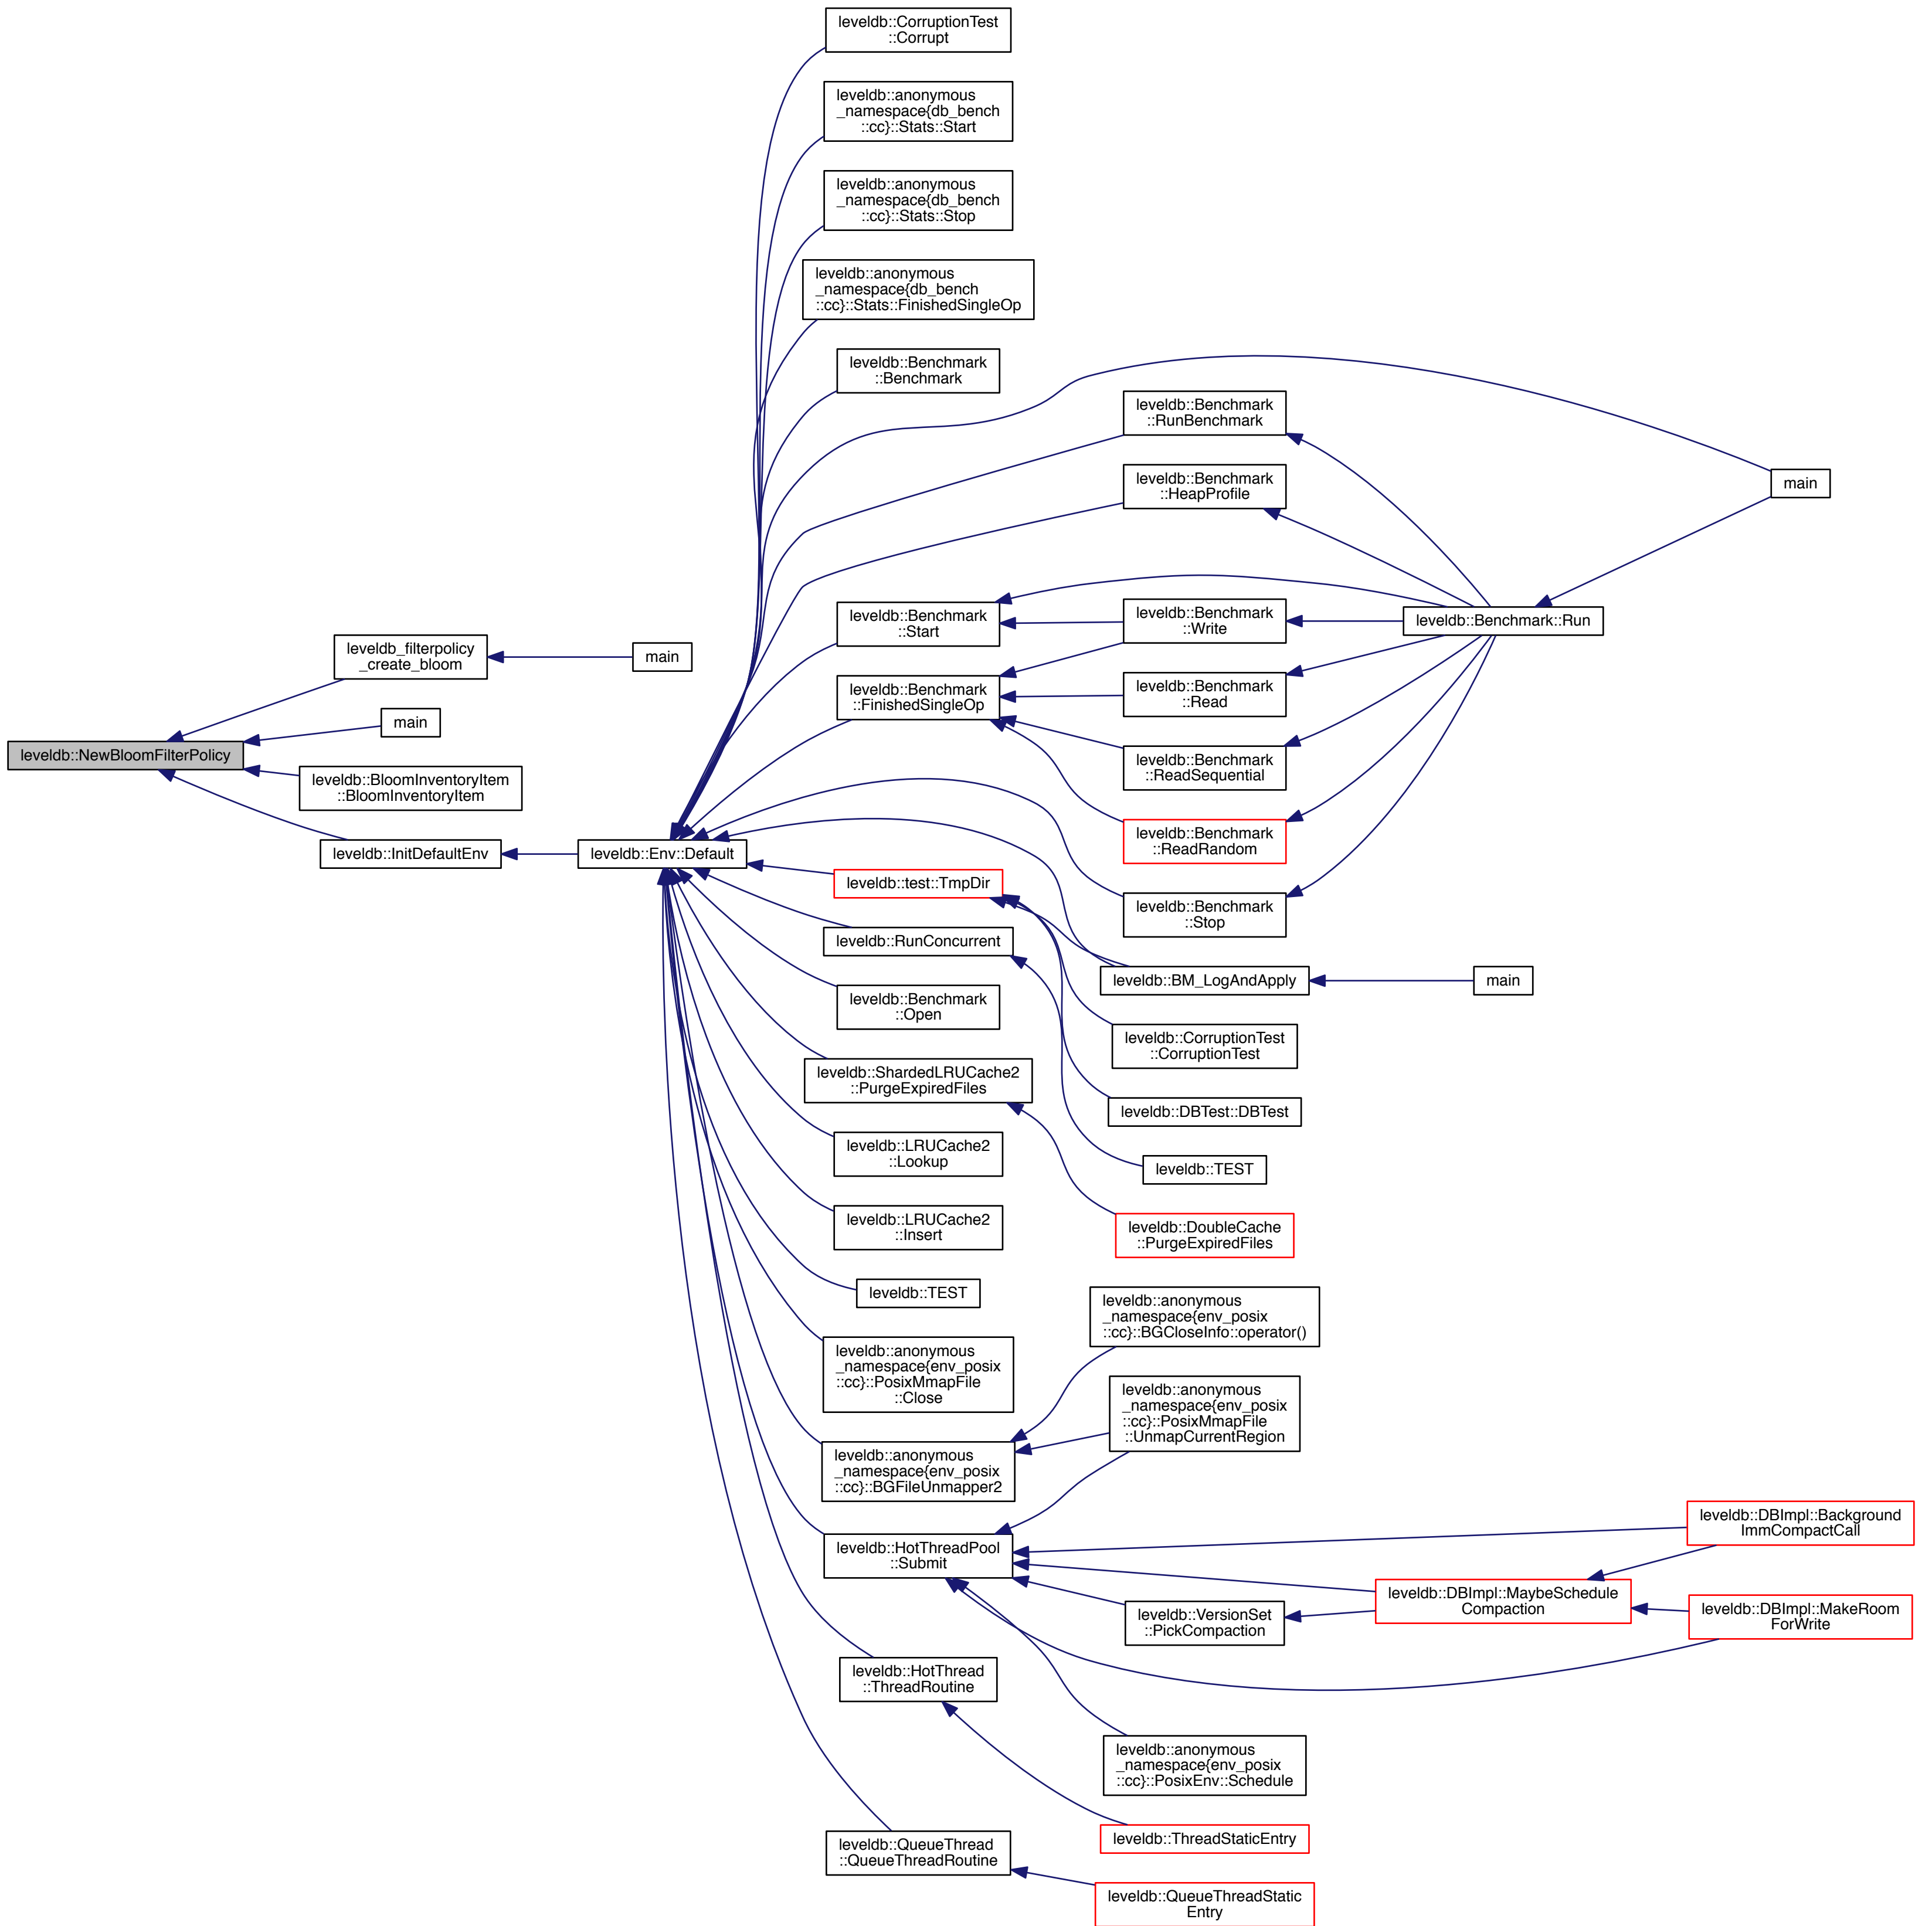 leveldb::CorruptionTest
::Corrupt
leveldb::anonymous
_namespace{db_bench
::cc}::Stats::Start
leveldb::anonymous
_namespace{db_bench
::cc}::Stats::Stop
leveldb::anonymous
_namespace{db_bench
::cc}::Stats::FinishedSingleOp
leveldb::Benchmark
::Benchmark
leveldb::Benchmark
::RunBenchmark
leveldb::Benchmark
::HeapProfile
main
leveldb::Benchmark
::Start
leveldb::Benchmark
::Write
leveldb::Benchmark::Run
leveldb_filterpolicy
_create_bloom
main
leveldb::Benchmark
::FinishedSingleOp
leveldb::Benchmark
::Read
main
leveldb::NewBloomFilterPolicy
leveldb::Benchmark
::ReadSequential
leveldb::BloomInventoryItem
::BloomInventoryItem
leveldb::Benchmark
::ReadRandom
leveldb::InitDefaultEnv
leveldb::Env::Default
leveldb::test::TmpDir
leveldb::Benchmark
::Stop
leveldb::RunConcurrent
leveldb::BM_LogAndApply
main
leveldb::Benchmark
::Open
leveldb::CorruptionTest
::CorruptionTest
leveldb::ShardedLRUCache2
::PurgeExpiredFiles
leveldb::DBTest::DBTest
leveldb::LRUCache2
::Lookup
leveldb::TEST
leveldb::LRUCache2
::Insert
leveldb::DoubleCache
::PurgeExpiredFiles
leveldb::TEST
leveldb::anonymous
_namespace{env_posix
::cc}::BGCloseInfo::operator()
leveldb::anonymous
_namespace{env_posix
::cc}::PosixMmapFile
::Close
leveldb::anonymous
_namespace{env_posix
::cc}::PosixMmapFile
::UnmapCurrentRegion
leveldb::anonymous
_namespace{env_posix
::cc}::BGFileUnmapper2
leveldb::DBImpl::Background
ImmCompactCall
leveldb::HotThreadPool
::Submit
leveldb::DBImpl::MaybeSchedule
Compaction
leveldb::VersionSet
::PickCompaction
leveldb::DBImpl::MakeRoom
ForWrite
leveldb::HotThread
::ThreadRoutine
leveldb::anonymous
_namespace{env_posix
::cc}::PosixEnv::Schedule
leveldb::ThreadStaticEntry
leveldb::QueueThread
::QueueThreadRoutine
leveldb::QueueThreadStatic
Entry